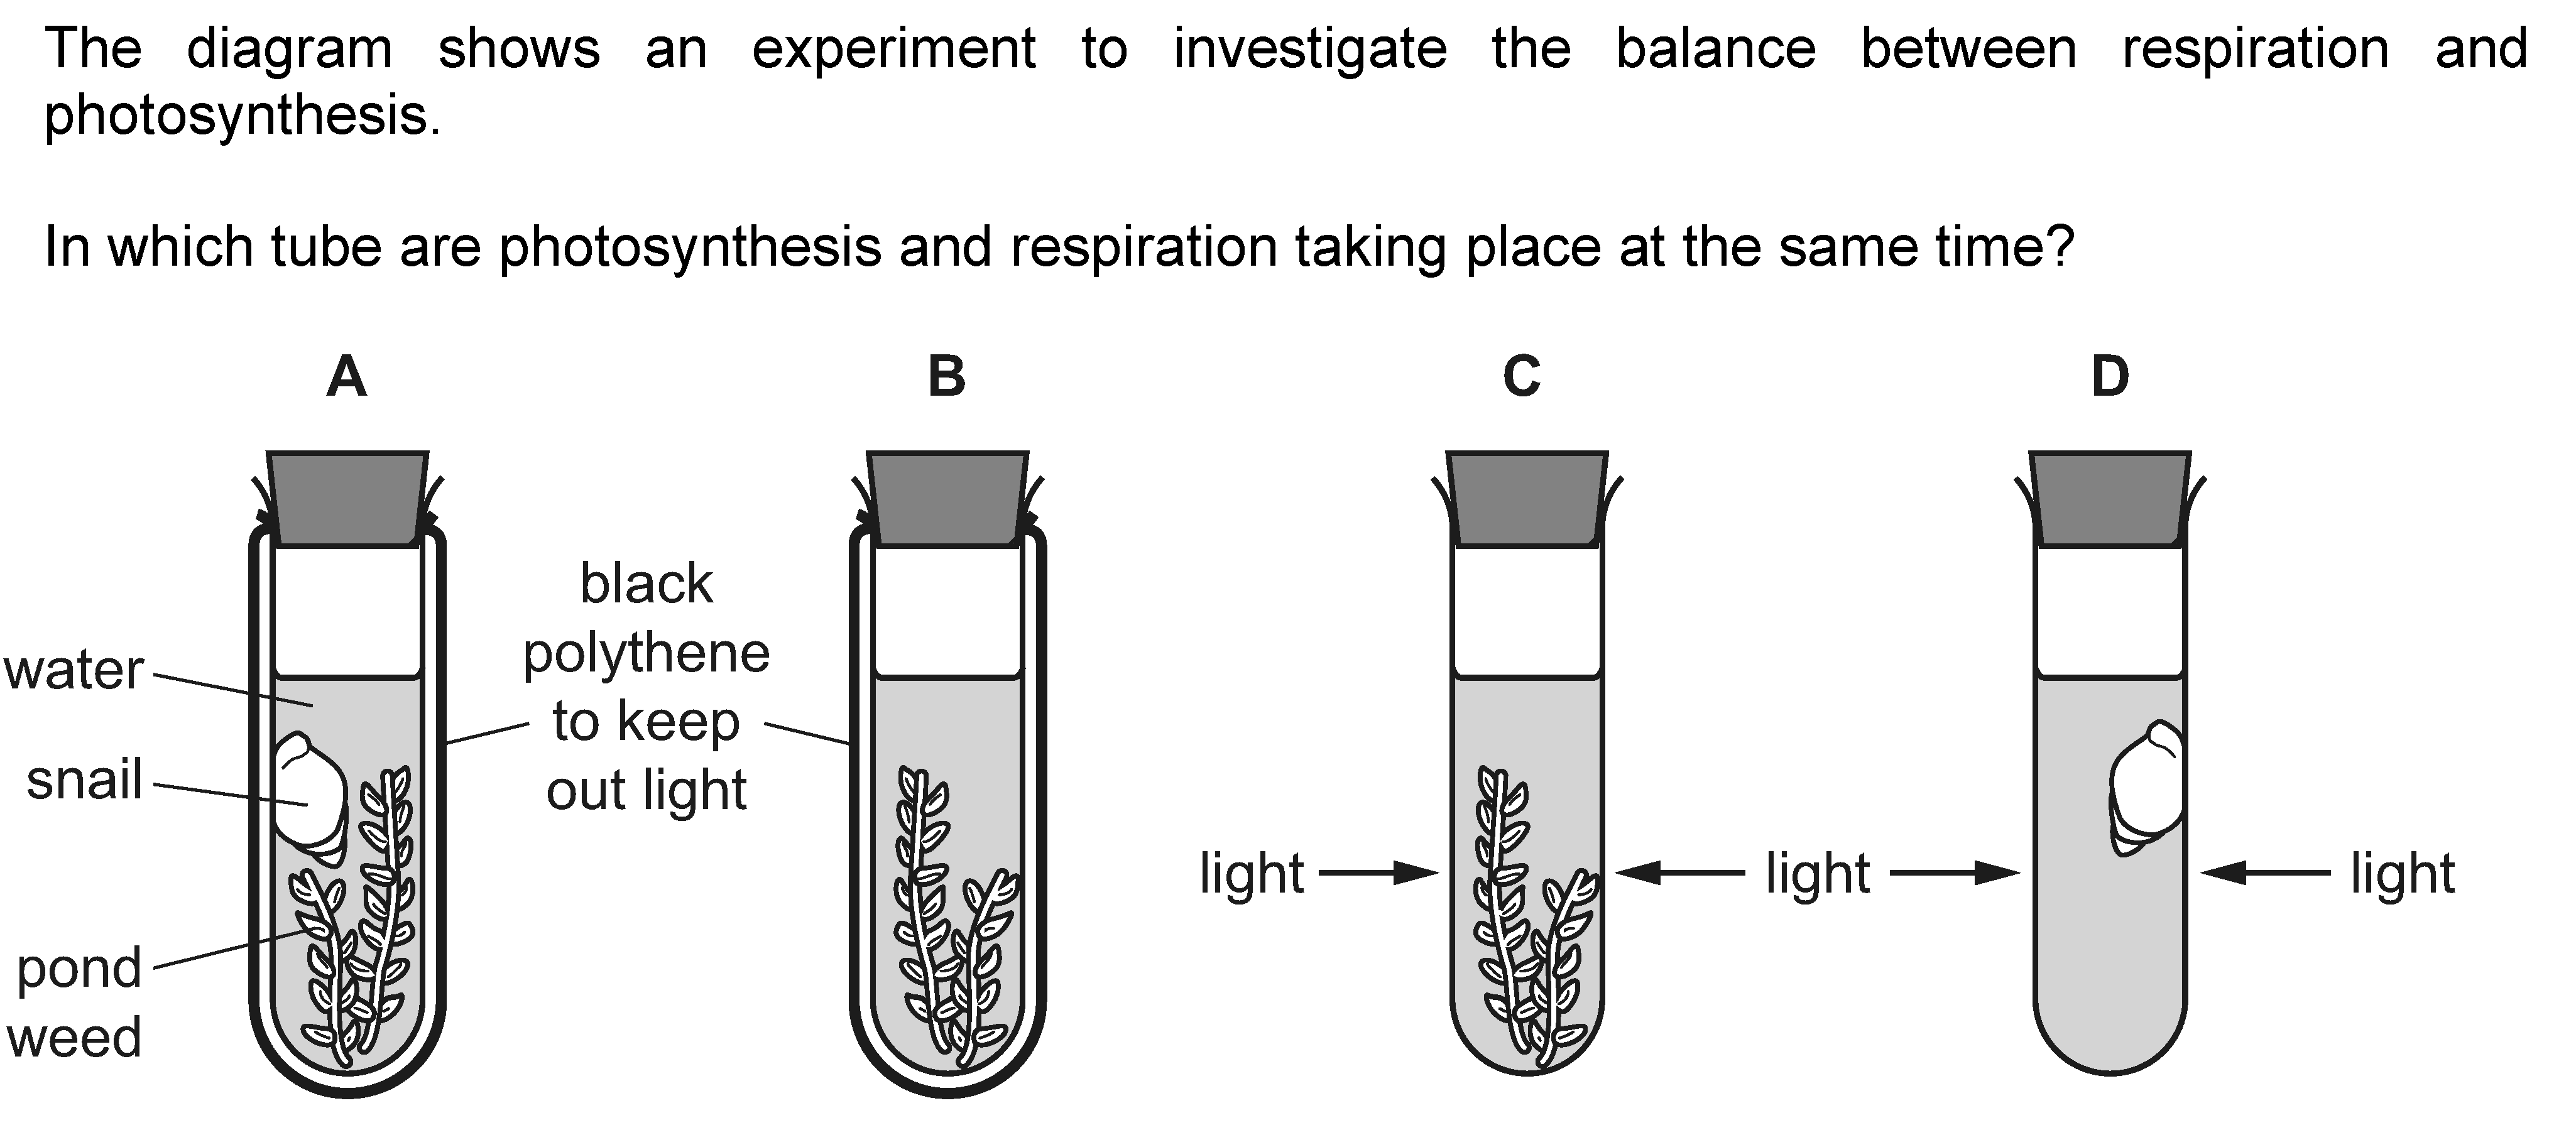 The diagram shows an experiment to investigate the balance between respiration and
photosynthesis.
In which tube are photosynthesis and respiration taking place at the same time?
A B C D
black
polythene
to keep
out light
water
snail
pond
weed
light light light